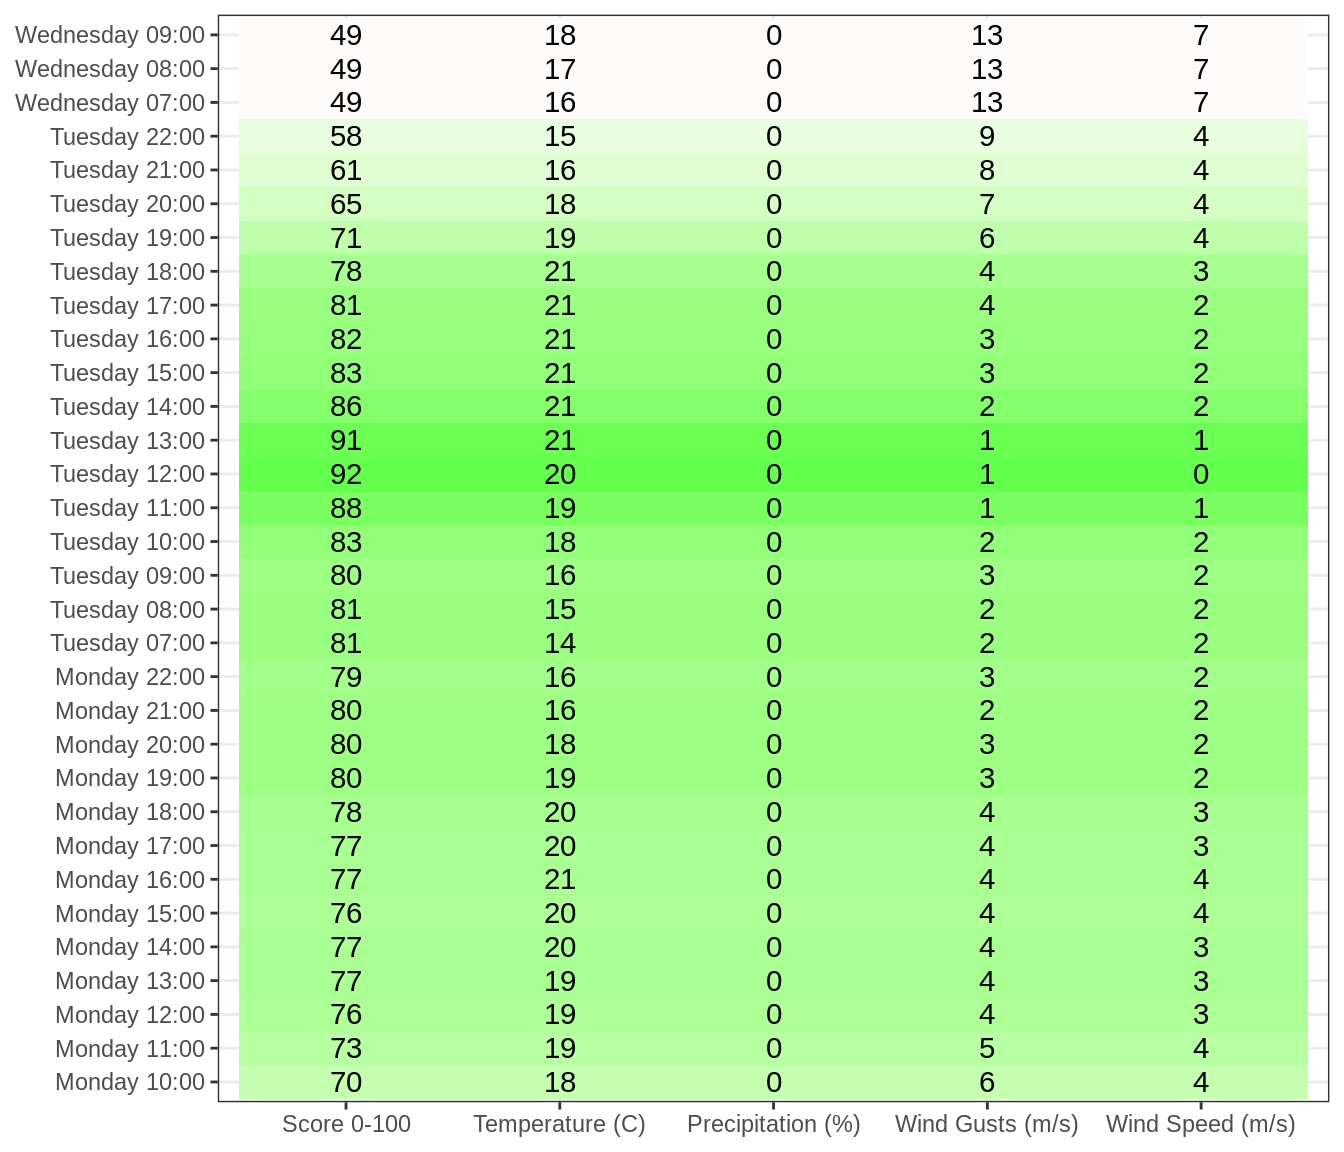 Wednesday 09:00 49 18 0 13 7
Wednesday 08:00 49 17 0 13 7
Wednesday 07:00 49 16 0 13 7
Tuesday 22:00 58 15 0 9 4
Tuesday 21:00 61 16 0 8 4
Tuesday 20:00 65 18 0 7 4
Tuesday 19:00 71 19 0 6 4
Tuesday 18:00 78 21 0 4 3
Tuesday 17:00 81 21 0 4 2
Tuesday 16:00 82 21 0 3 2
Tuesday 15:00 83 21 0 3 2
Tuesday 14:00 86 21 0 2 2
Tuesday 13:00 91 21 0 1 1
Tuesday 12:00 92 20 0 1 0
Tuesday 11:00 88 19 0 1 1
Tuesday 10:00 83 18 0 2 2
Tuesday 09:00 80 16 0 3 2
Tuesday 08:00 81 15 0 2 2
Tuesday 07:00 81 14 0 2 2
Monday 22:00 79 16 0 3 2
Monday 21:00 80 16 0 2 2
Monday 20:00 80 18 0 3 2
Monday 19:00 80 19 0 3 2
Monday 18:00 78 20 0 4 3
Monday 17:00 77 20 0 4 3
Monday 16:00 77 21 0 4 4
Monday 15:00 76 20 0 4 4
Monday 14:00 77 20 0 4 3
Monday 13:00 77 19 0 4 3
Monday 12:00 76 19 0 4 3
Monday 11:00 73 19 0 5 4
Monday 10:00 70 18 0 6 4
Score 0-100 Temperature (C) Precipitation (%) Wind Gusts (m/s) Wind Speed (m/s)